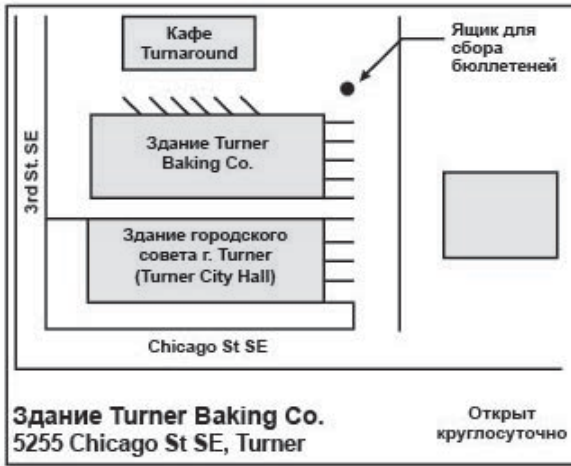 Кафе
Turnaround
Ящик для
сбора
бюллетеней
3rd St. SE
Здание Turner
Baking Co.
Здание городского
совета г. Turner
(Turner City Hall)
Chicago St SE
Здание Turner Baking Co.
5255 Chicago St SE, Turner
Открыт
круглосуточно